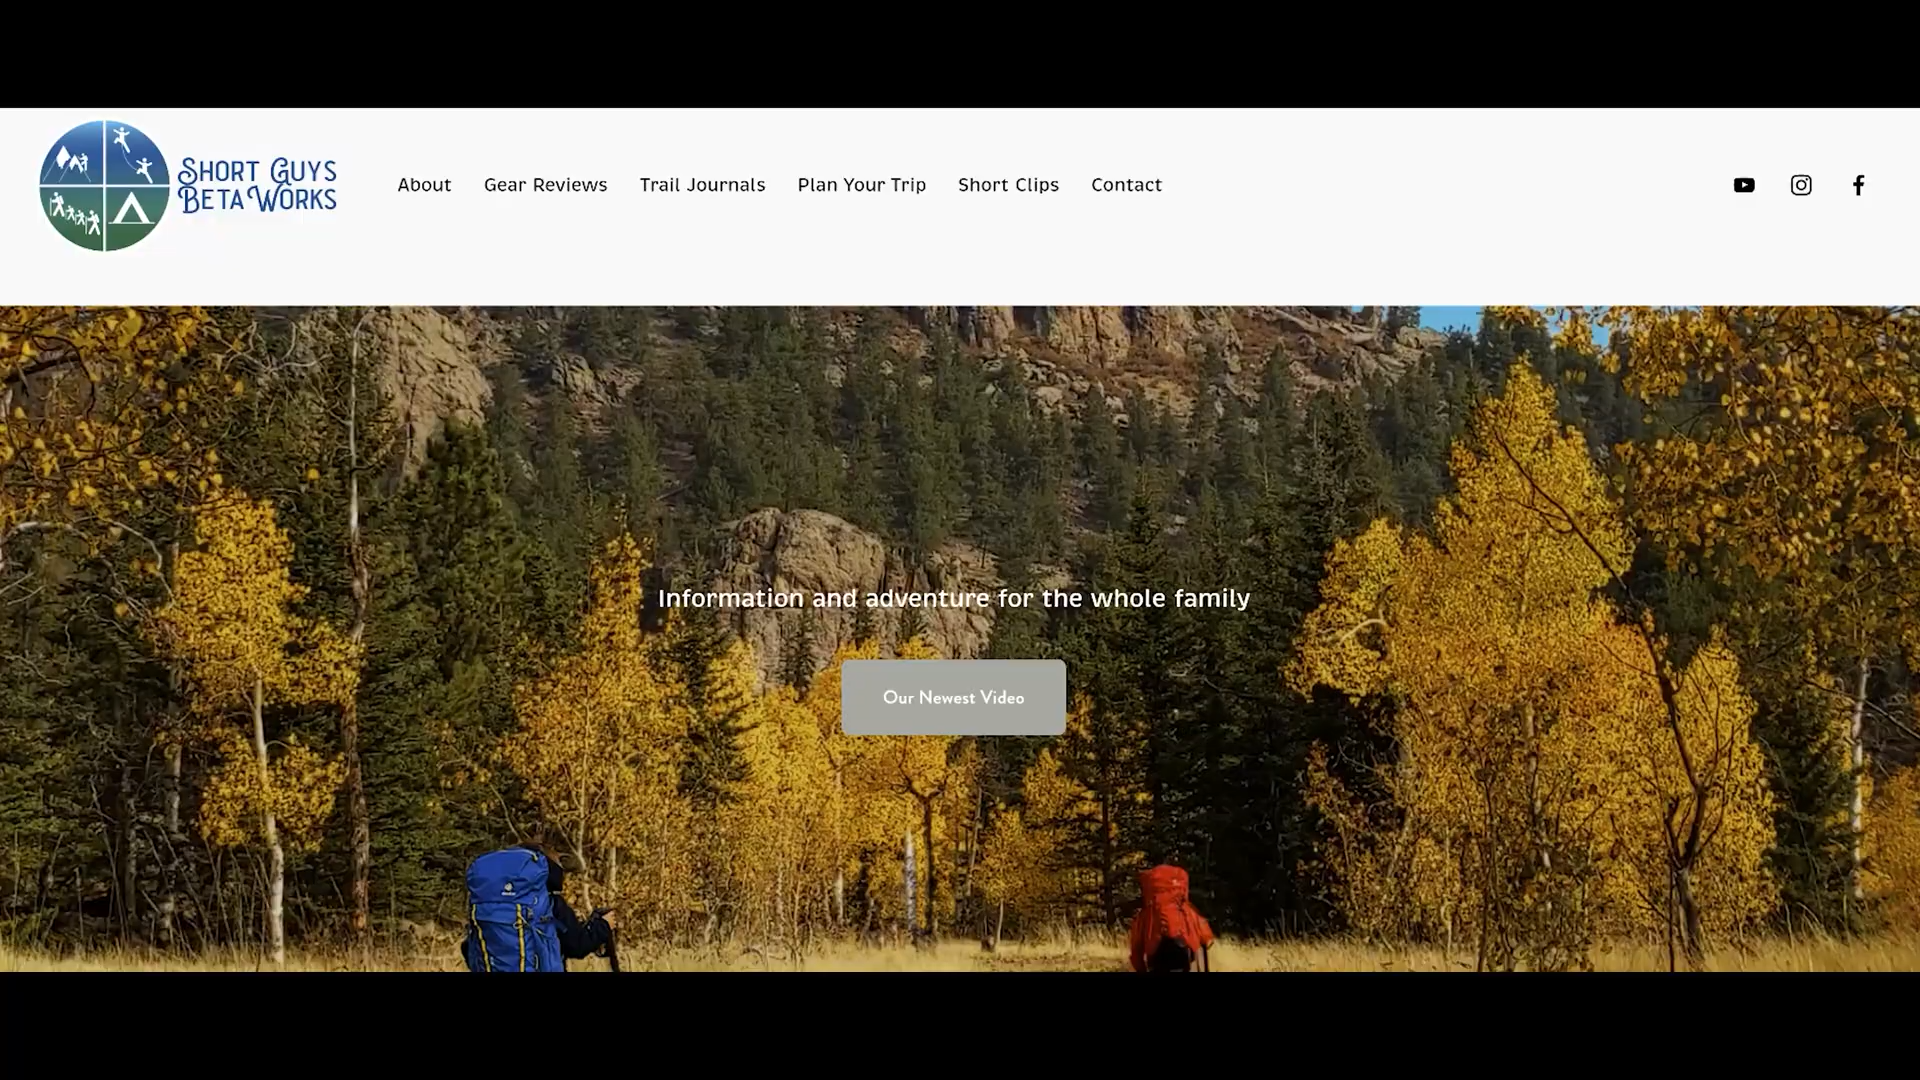 Short Guys
Beta Works
About
Gear Reviews
Trail Journals
Plan Your Trip
Short Clips
Contact
Information and adventure for the whole family
Our Newest Video